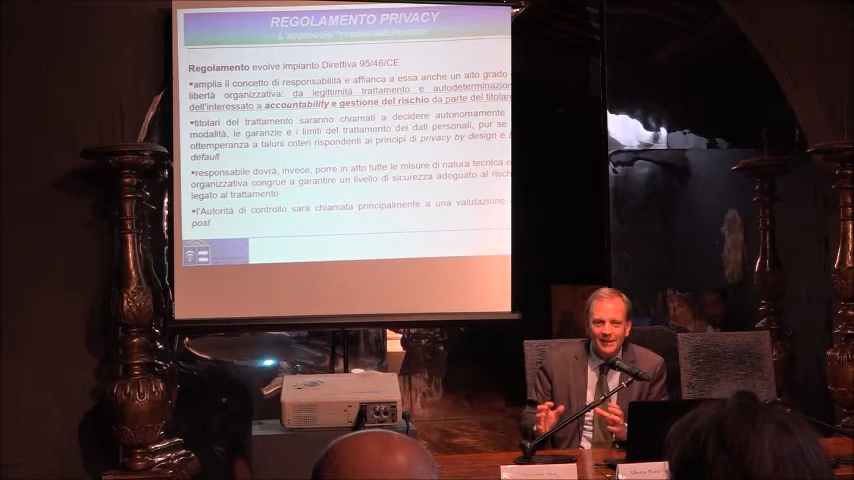 REGOLAMENTO PRIVACY
L'approccio "responsabilizzante"
Regolamento evolve impianto Direttiva 95/46/CE
▪amplia il concetto di responsabilità e affianca a essa anche un alto grado
libertà organizzativa: da legittimità trattamento e autodeterminazion
dell'interessato a accountability e gestione del rischio da parte del titolar
▪titolari del trattamento saranno chiamati a decidere autonomamente
modalità, le garanzie e i limiti del trattamento dei dati personali, pur se
ottemperanza a taluni criteri rispondenti ai principi di privacy by design e
default
▪responsabile dovrà, invece, porre in atto tutte le misure di natura tecnica e
organizzativa congrue a garantire un livello di sicurezza adeguato al risch
legato al trattamento
▪l'Autorità di controllo sarà chiamata principalmente a una valutazione
post